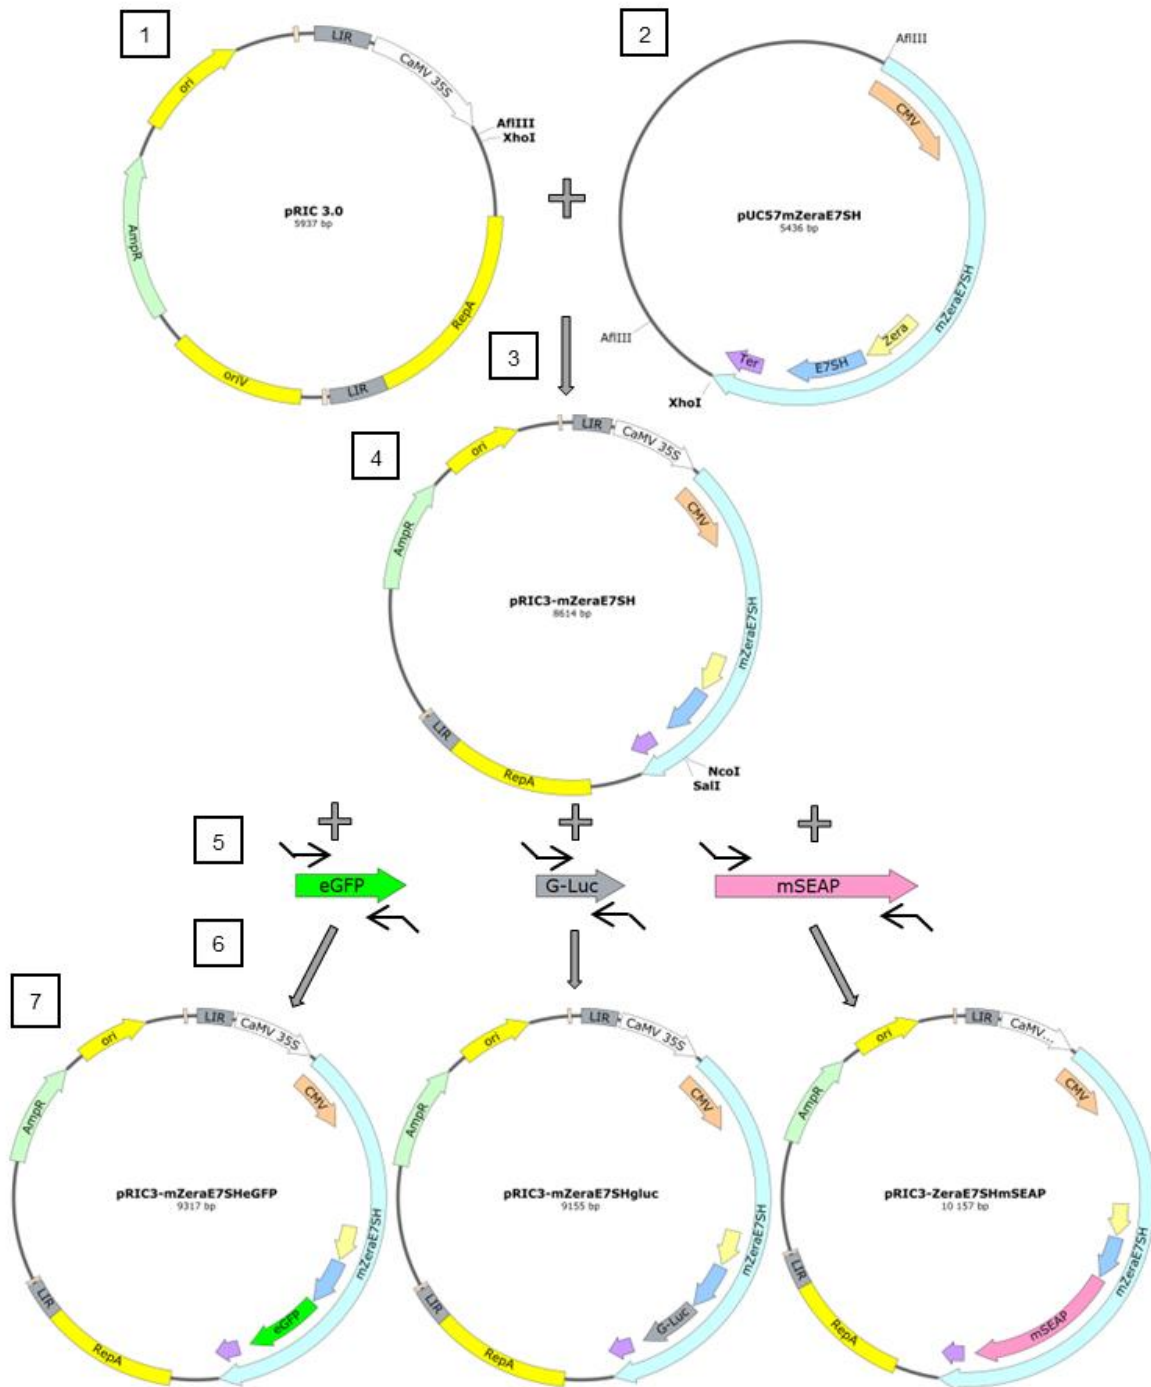 1
LIR
CaMV 35S
ori
AflIII
XhoI
AmpR
pRIC 3.0
5937 bp
RepA
oriV
LIR
2
AflIII
CMV
pUC57mZeraE7SH
5436 bp
mZeraE7SH
AflIII
Zera
E7SH
Ter
XhoI
3
4
LIR
CaMV 35S
ori
AmpR
CMV
pRIC3-mZeraE7SH
8614 bp
mZeraE7SH
LIR
RepA
NcoI
SalI
5
eGFP
G-Luc
mSEAP
6
7
LIR
CaMV 35S
ori
AmpR
CMV
pRIC3-mZeraE7SHeGFP
9317 bp
mZeraE7SH
eGFP
LIR
RepA
LIR
CaMV 35S
ori
AmpR
CMV
pRIC3-mZeraE7SHgluc
9155 bp
mZeraE7SH
G-Luc
LIR
RepA
LIR
CaMV...
ori
AmpR
CMV
pRIC3-ZeraE7SHmSEAP
10 157 bp
mZeraE7SH
mSEAP
LIR
RepA